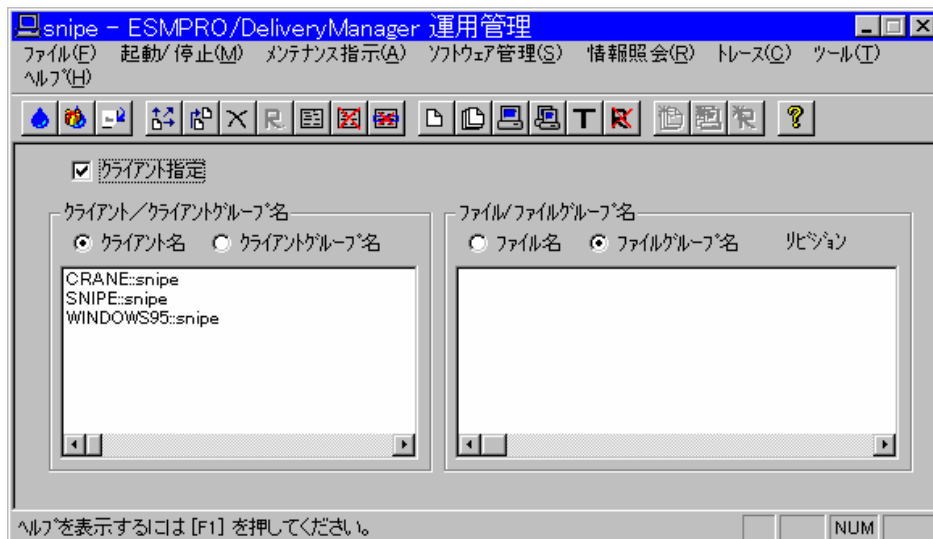 snipe - ESMPRO/DeliveryManager 運用管理
ﾌｧｲﾙ(F) 起動/停止(M) ﾒﾝﾃﾅﾝｽ指示(A) ｿﾌﾄｳｪｱ管理(S) 情報照会(R) ﾄﾚｰｽ(C) ﾂｰﾙ(T)
ﾍﾙﾌﾟ(H)
R T R R ?
ｸﾗｲｱﾝﾄ指定
ｸﾗｲｱﾝﾄ／ｸﾗｲｱﾝﾄｸﾞﾙｰﾌﾟ名
ｸﾗｲｱﾝﾄ名 ｸﾗｲｱﾝﾄｸﾞﾙｰﾌﾟ名
CRANE::snipe
SNIPE::snipe
WINDOWS95::snipe
ﾌｧｲﾙ/ﾌｧｲﾙｸﾞﾙｰﾌﾟ名
ﾌｧｲﾙ名 ﾌｧｲﾙｸﾞﾙｰﾌﾟ名 ﾘﾋﾞｼﾞｮﾝ
ﾍﾙﾌﾟを表示するには [F1] を押してください。
NUM